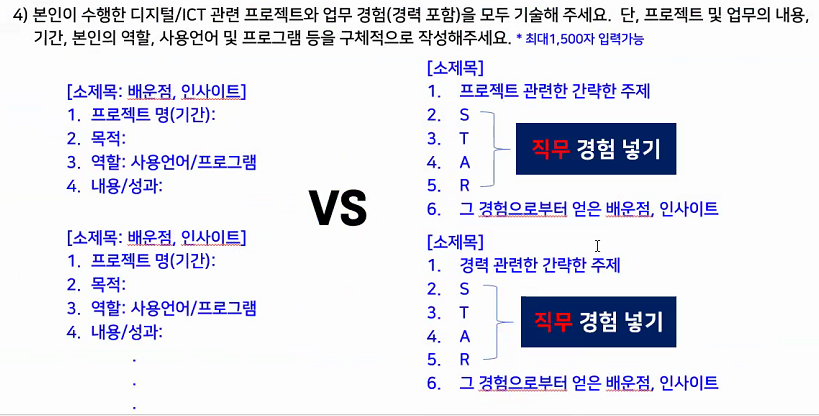 4) 본인이 수행한 디지털/ICT 관련 프로젝트와 업무 경험(경력 포함)을 모두 기술해 주세요. 단, 프로젝트 및 업무의 내용,
기간, 본인의 역할, 사용언어 및 프로그램 등을 구체적으로 작성해주세요. * 최대1,500자 입력가능
[소제목: 배운점, 인사이트]
1. 프로젝트 명(기간):
2. 목적:
3. 역할: 사용언어/프로그램
4. 내용/성과:
[소제목: 배운점, 인사이트]
1. 프로젝트 명(기간):
2. 목적:
3. 역할: 사용언어/프로그램
4. 내용/성과:
.
.
.
VS
[소제목]
1. 프로젝트 관련한 간략한 주제
2. S
3. T
4. A
5. R
직무 경험 넣기
6. 그 경험으로부터 얻은 배운점, 인사이트
[소제목]
1. 경력 관련한 간략한 주제
2. S
3. T
4. A
5. R
직무 경험 넣기
6. 그 경험으로부터 얻은 배운점, 인사이트